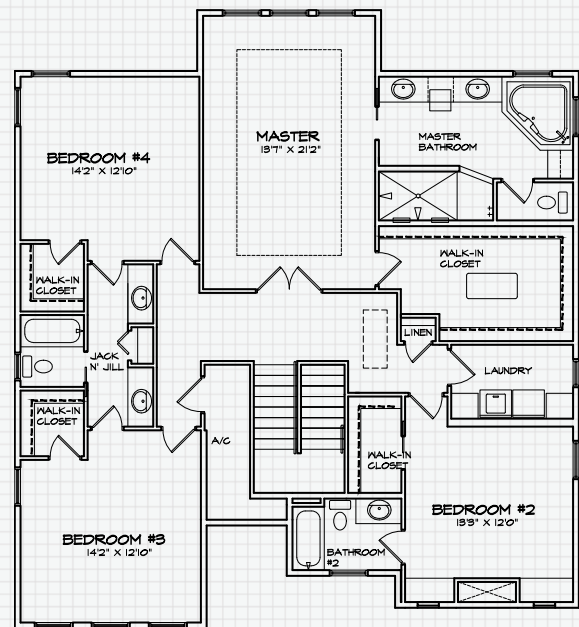 MASTER
13'7" X 21'2"
MASTER
BATHROOM
BEDROOM #4
14'2" X 12'10"
WALK-IN
CLOSET
WALK-IN
CLOSET
LINEN
JACK
N' JILL
LAUNDRY
WALK-IN
CLOSET
A/C
WALK-IN
CLOSET
BEDROOM #2
13'3" X 12'0"
BEDROOM #3
14'2" X 12'10"
BATHROOM
#2